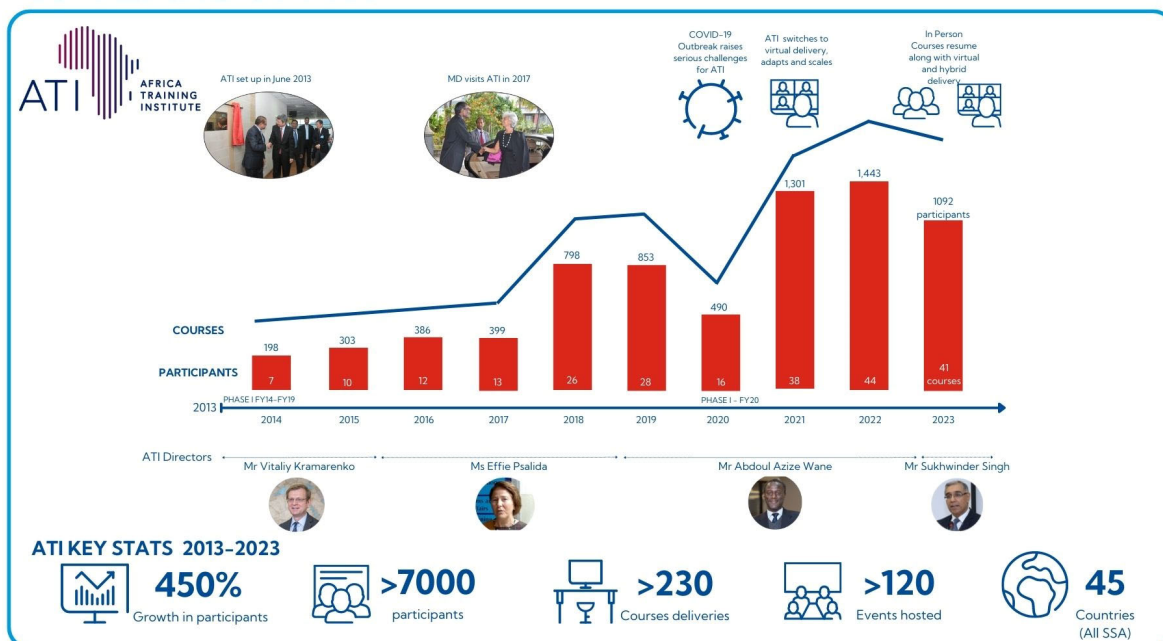 ATI
AFRICA
TRAINING
INSTITUTE
ATI set up in June 2013
MD visits ATI in 2017
COVID-19
Outbreak raises
serious challenges
for ATI
ATI switches to
virtual delivery,
adapts and scales
In Person
Courses resume
along with virtual
and hybrid
delivery
COURSES
PARTICIPANTS
198
303
386
399
798
853
490
1,301
1,443
1092
participants
7
10
12
13
26
28
16
38
44
41
courses
PHASE I FY14-FY19
PHASE I - FY20
2013
2014
2015
2016
2017
2018
2019
2020
2021
2022
2023
ATI Directors
Mr Vitaliy Kramarenko
Ms Effie Psalida
Mr Abdoul Azize Wane
Mr Sukhwinder Singh
ATI KEY STATS 2013-2023
450%
Growth in participants
>7000
participants
>230
Courses deliveries
>120
Events hosted
45
Countries
(All SSA)